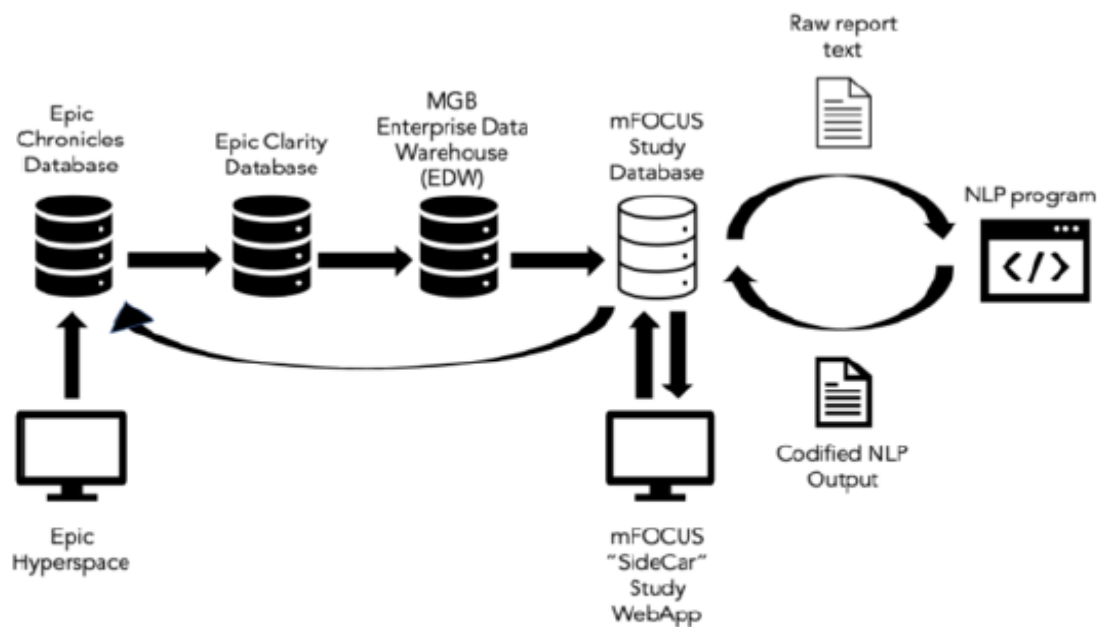 Raw report
text
Epic
Chronicles
Database
Epic Clarity
Database
MGB
Enterprise Data
Warehouse
(EDW)
mFOCUS
Study
Database
NLP program
</>
Codified NLP
Output
Epic
Hyperspace
mFOCUS
"SideCar"
Study
WebApp